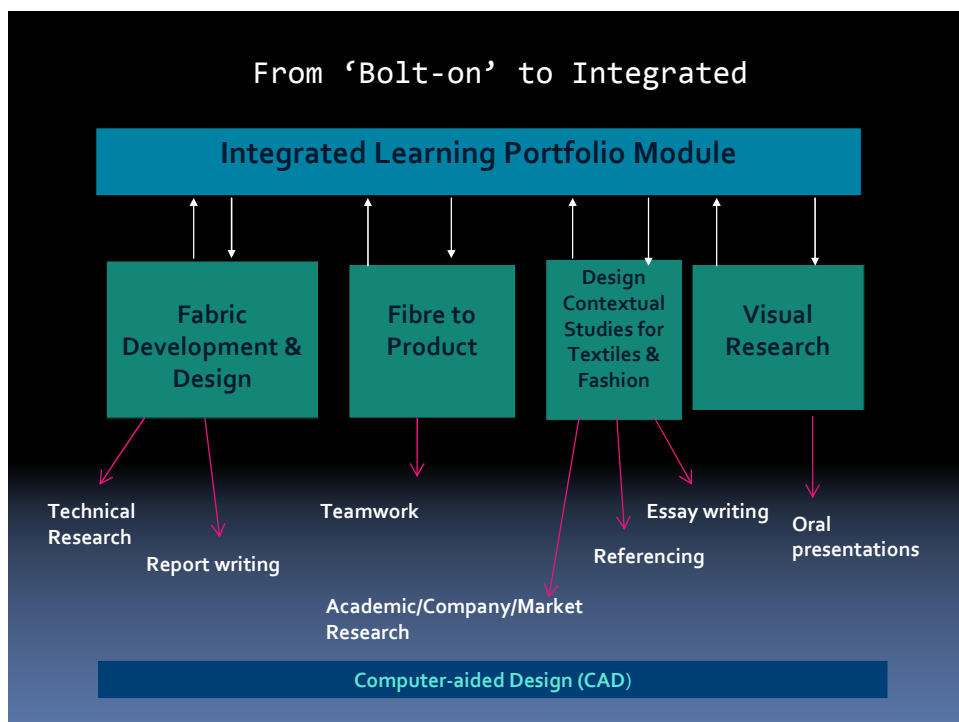 From ‘Bolt-on’ to Integrated
Integrated Learning Portfolio Module
Fabric
Development &
Design
Fibre to
Product
Design
Contextual
Studies for
Textiles &
Fashion
Visual
Research
Technical
Research
Report writing
Teamwork
Academic/Company/Market
Research
Essay writing
Referencing
Oral
presentations
Computer-aided Design (CAD)